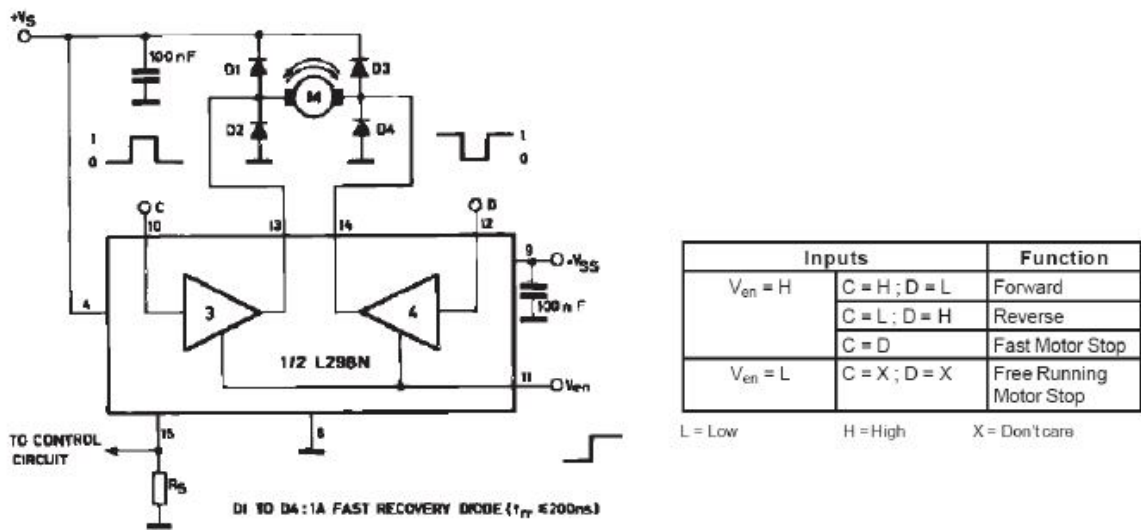 +Vs
100nF
D1
D3
M
D2
D4
1
0
1
0
C
D
10
13
14
12
9
+Vss
4
3
4
100nF
1/2 L298N
11
Ven
15
8
TO CONTROL
CIRCUIT
Rs
D1 TO D4 : 1A FAST RECOVERY DIODE (trr ≤200ns)
Inputs Function
Ven = H C = H ; D = L Forward
C = L ; D = H Reverse
C = D Fast Motor Stop
Ven = L C = X ; D = X Free Running
Motor Stop
L = Low H = High X = Don't care